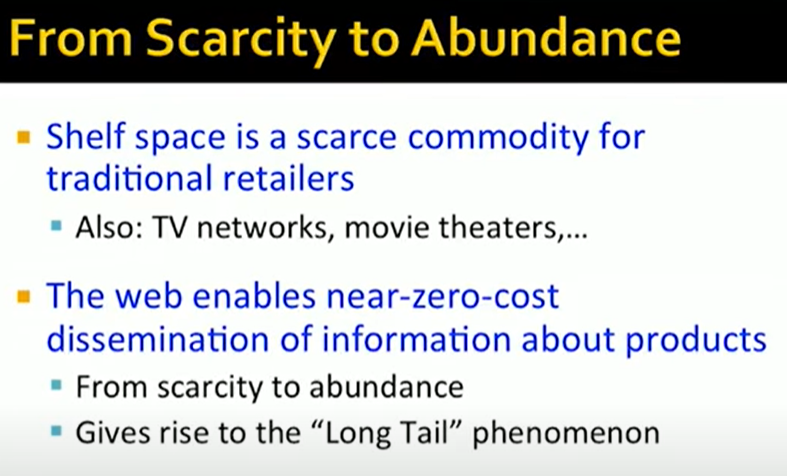 From Scarcity to Abundance
Shelf space is a scarce commodity for
traditional retailers
Also: TV networks, movie theaters,...
The web enables near-zero-cost
dissemination of information about products
From scarcity to abundance
Gives rise to the “Long Tail” phenomenon